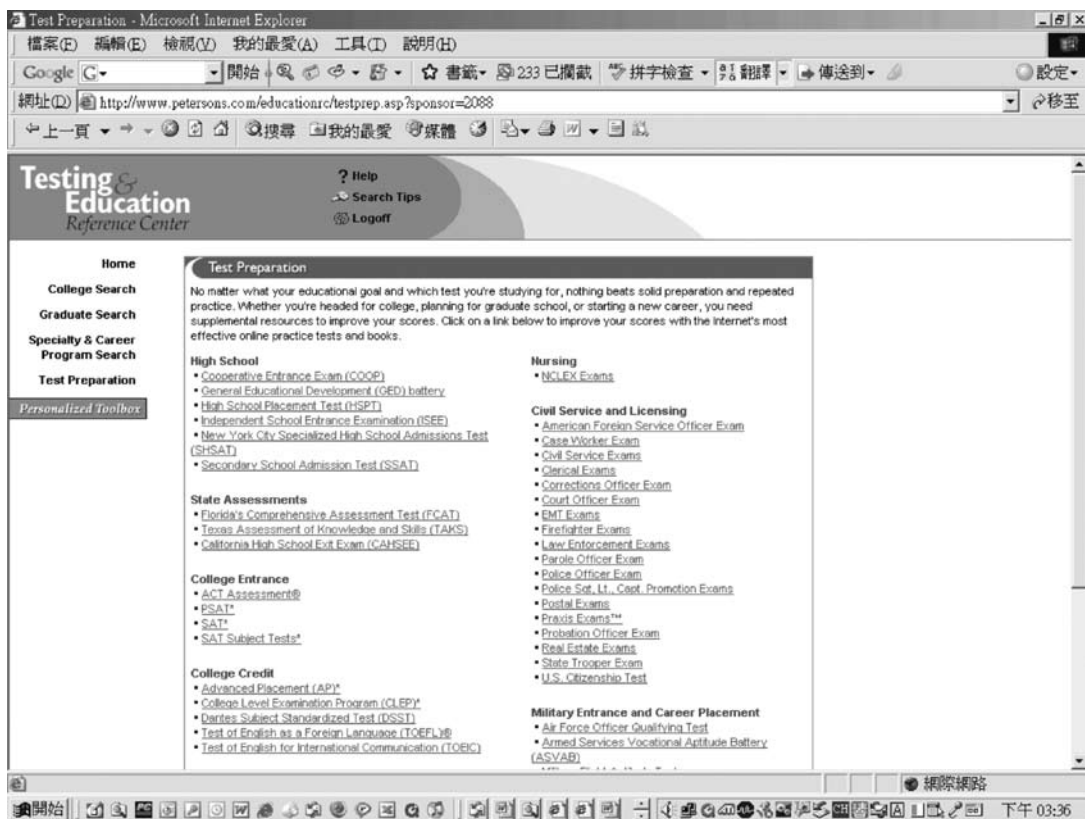 Test Preparation - Microsoft Internet Explorer
檔案(F) 編輯(E) 檢視(V) 我的最愛(A) 工具(T) 說明(H)
Google G 開始 書籤 233 已攔截 拼字檢查 翻譯 傳送到 設定
網址(D) http://www.petersons.com/educationrc/testprep.asp?sponsor=2088 移至
上一頁 搜尋 我的最愛 媒體
Testing & Education
Reference Center
? Help
Search Tips
Logoff
Home
College Search
Graduate Search
Specialty & Career
Program Search
Test Preparation
Personalized Toolbox
Test Preparation
No matter what your educational goal and which test you're studying for, nothing beats solid preparation and repeated
practice. Whether you're headed for college, planning for graduate school, or starting a new career, you need
supplemental resources to improve your scores. Click on a link below to improve your scores with the Internet's most
effective online practice tests and books.
High School
• Cooperative Entrance Exam (COOP)
• General Educational Development (GED) battery
• High School Placement Test (HSPT)
• Independent School Entrance Examination (ISEE)
• New York City Specialized High School Admissions Test
(SHSAT)
• Secondary School Admission Test (SSAT)
State Assessments
• Florida's Comprehensive Assessment Test (FCAT)
• Texas Assessment of Knowledge and Skills (TAKS)
• California High School Exit Exam (CAHSEE)
College Entrance
• ACT Assessment®
• PSAT*
• SAT*
• SAT Subject Tests*
College Credit
• Advanced Placement (AP)*
• College Level Examination Program (CLEP)*
• Dantes Subject Standardized Test (DSST)
• Test of English as a Foreign Language (TOEFL)®
• Test of English for International Communication (TOEIC)
Nursing
• NCLEX Exams
Civil Service and Licensing
• American Foreign Service Officer Exam
• Case Worker Exam
• Civil Service Exams
• Clerical Exams
• Corrections Officer Exam
• Court Officer Exam
• EMT Exams
• Firefighter Exams
• Law Enforcement Exams
• Parole Officer Exam
• Police Officer Exam
• Police Sgt, Lt., Capt. Promotion Exams
• Postal Exams
• Praxis Exams™
• Probation Officer Exam
• Real Estate Exams
• State Trooper Exam
• U.S. Citizenship Test
Military Entrance and Career Placement
• Air Force Officer Qualifying Test
• Armed Services Vocational Aptitude Battery
(ASVAB)
網際網路
開始 下午 03:36